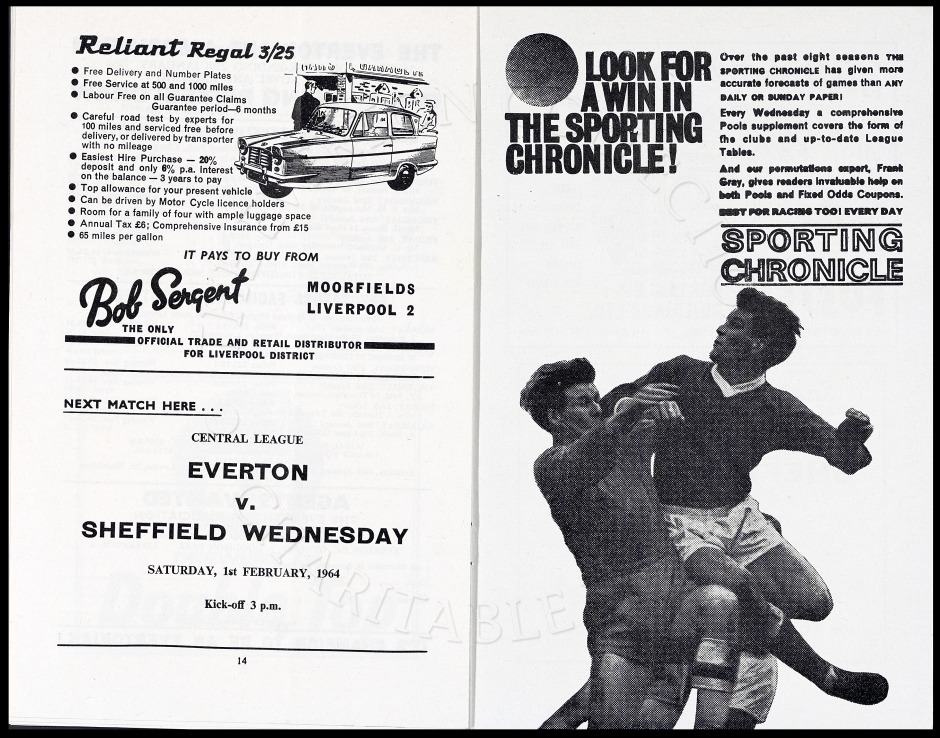 Reliant Regal 3/25
● Free Delivery and Number Plates
● Free Service at 500 and 1000 miles
● Labour Free on all Guarantee Claims
Guarantee period—6 months
● Careful road test by experts for
100 miles and serviced free before
delivery, or delivered by transporter
with no mileage
● Easiest Hire Purchase — 20%
deposit and only 6% p.a. Interest
on the balance — 3 years to pay
● Top allowance for your present vehicle
● Can be driven by Motor Cycle licence holders
● Room for a family of four with ample luggage space
● Annual Tax £6; Comprehensive Insurance from £15
● 65 miles per gallon
IT PAYS TO BUY FROM
Bob Sergent
MOORFIELDS
LIVERPOOL 2
THE ONLY
OFFICIAL TRADE AND RETAIL DISTRIBUTOR
FOR LIVERPOOL DISTRICT
NEXT MATCH HERE . . .
CENTRAL LEAGUE
EVERTON
v.
SHEFFIELD WEDNESDAY
SATURDAY, 1st FEBRUARY, 1964
Kick-off 3 p.m.
14
LOOK FOR
A WIN IN
THE SPORTING
CHRONICLE!
Over the past eight seasons THE
SPORTING CHRONICLE has given more
accurate forecasts of games than ANY
DAILY OR SUNDAY PAPER!
Every Wednesday a comprehensive
Pools supplement covers the form of
the clubs and up-to-date League
Tables.
And our permutations expert, Frank
Gray, gives readers invaluable help on
both Pools and Fixed Odds Coupons.
BEST FOR RACING TOO! EVERY DAY
SPORTING
CHRONICLE
CHARITABLE